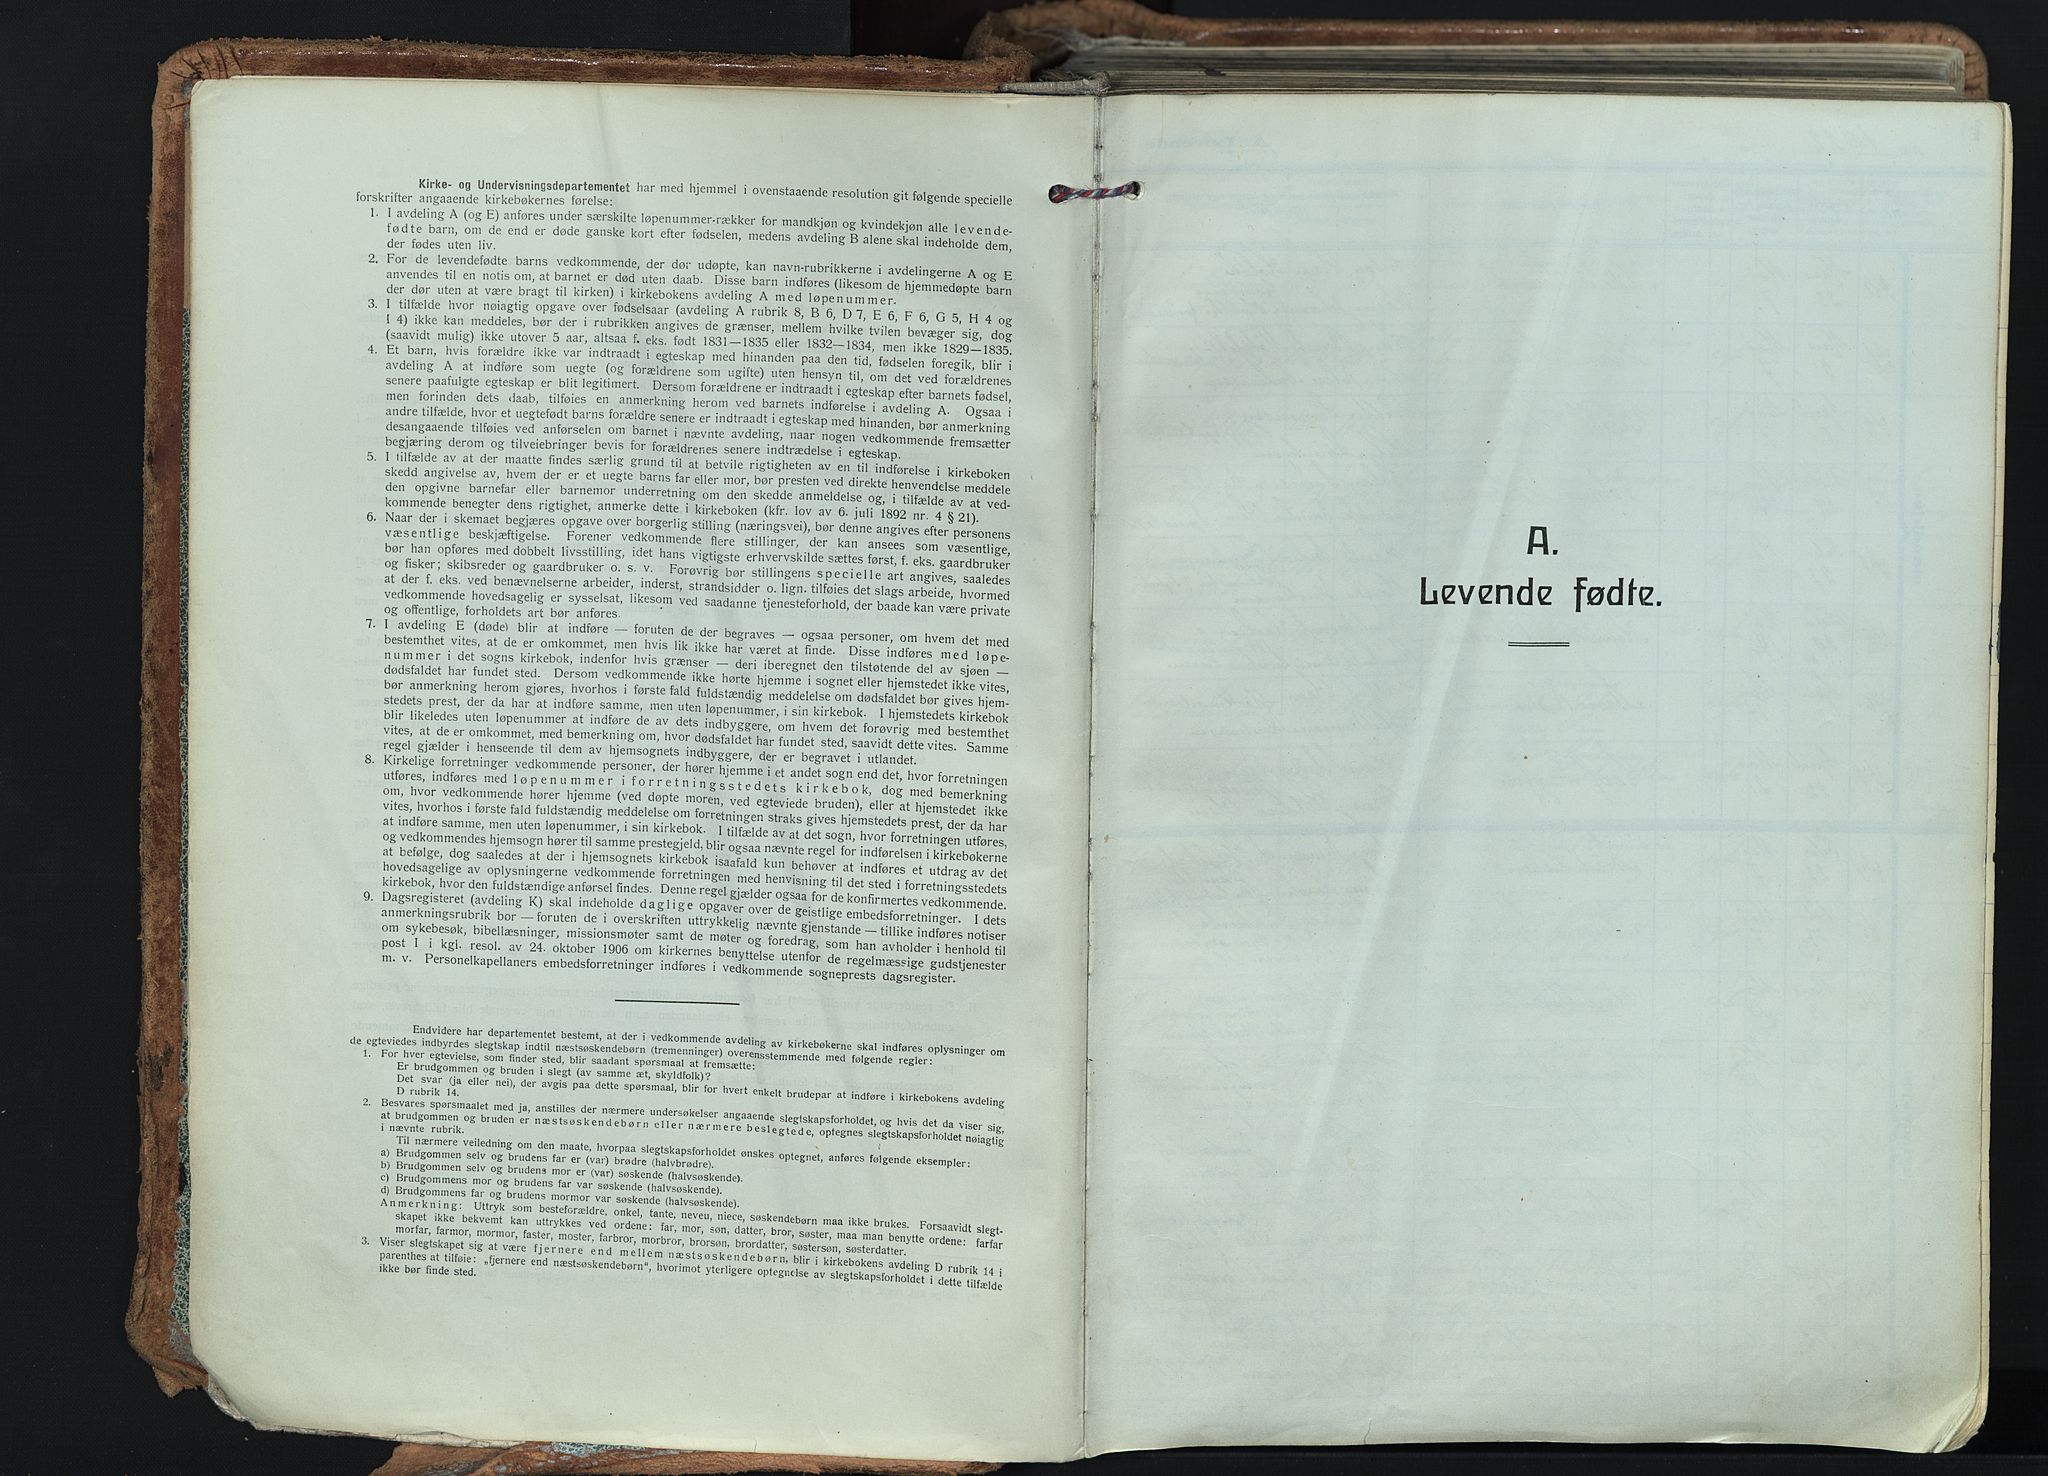 Kirke- og Undervisningsdepartementet har med hjemmel i ovenstaaende resolution git følgende specielle
forskrifter angaaende kirkebøkernes førelse:
1. I avdeling A (og E) anføres under særskilte løpenummer-rækker for mandkjøn og kvindekjøn alle levende-
fødte barn, om de end er døde ganske kort efter fødselen, medens avdeling B alene skal indeholde dem,
der fødes uten liv.
2. For de levendefødte barns vedkommende, der dør udøpte, kan navn-rubrikkerne i avdelingerne A og E
anvendes til en notis om, at barnet er død uten daab. Disse barn indføres (likesom de hjemmedøpte barn
der dør uten at være bragt til kirken) i kirkebokens avdeling A med løpenummer.
3. I tilfælde hvor nøiagtig opgave over fødselsaar (avdeling A rubrik 8, B 6, D 7, E 6, F 6, G 5, H 4 og
I 4) ikke kan meddeles, bør der i rubrikken angives de grænser, mellem hvilke tvilen bevæger sig, dog
(saavidt mulig) ikke utover 5 aar, altsaa f. eks. født 1831—1835 eller 1832—1834, men ikke 1829—1835.
4. Et barn, hvis forældre ikke var indtraadt i egteskap med hinanden paa den tid, fødselen foregik, blir i
avdeling A at indføre som uegte (og forældrene som ugifte) uten hensyn til, om det ved forældrenes
senere paafulgte egteskap er blit legitimert. Dersom forældrene er indtraadt i egteskap efter barnets fødsel,
men forinden dets daab, tilføies en anmerkning herom ved barnets indførelse i avdeling A. Ogsaa i
andre tilfælde, hvor et uegtefødt barns forældre senere er indtraadt i egteskap med hinanden, bør anmerkning
desangaaende tilføies ved anførselen om barnet i nævnte avdeling, naar nogen vedkommende fremsætter
begjæring derom og tilveiebringer bevis for forældrenes senere indtrædelse i egteskap.
5. I tilfælde av at der maatte findes særlig grund til at betvile rigtigheten av en til indførelse i kirkeboken
skedd angivelse av, hvem der er et uegte barns far eller mor, bør presten ved direkte henvendelse meddele
den opgivne barnefar eller barnemor underretning om den skedde anmeldelse og, i tilfælde av at ved-
kommende benegter dens rigtighet, anmerke dette i kirkeboken (kfr. lov av 6. juli 1892 nr. 4 § 21).
6. Naar der i skemaet begjæres opgave over borgerlig stilling (næringsvei), bør denne angives efter personens
væsentlige beskjæftigelse. Forener vedkommende flere stillinger, der kan ansees som væsentlige,
bør han opføres med dobbelt livsstilling, idet hans vigtigste erhvervskilde sættes først, f. eks. gaardbruker
og fisker; skibsreder og gaardbruker o. s. v. Forøvrig bør stillingens specielle art angives, saaledes
at der f. eks. ved benævnelserne arbeider, inderst, strandsidder o. lign. tilføies det slags arbeide, hvormed
vedkommende hovedsagelig er sysselsat, likesom ved saadanne tjenesteforhold, der baade kan være private
og offentlige, forholdets art bør anføres.
7. I avdeling E (døde) blir at indføre — foruten de der begraves — ogsaa personer, om hvem det med
bestemthet vites, at de er omkommet, men hvis lik ikke har været at finde. Disse indføres med løpe-
nummer i det sogns kirkebok, indenfor hvis grænser — deri iberegnet den tilstøtende del av sjøen —
dødsfaldet har fundet sted. Dersom vedkommende ikke hørte hjemme i sognet eller hjemstedet ikke vites,
bør anmerkning herom gjøres, hvorhos i første fald fuldstændig meddelelse om dødsfaldet bør gives hjem-
stedets prest, der da har at indføre samme, men uten løpenummer, i sin kirkebok. I hjemstedets kirkebok
blir likeledes uten løpenummer at indføre de av dets indbyggere, om hvem det forøvrig med bestemthet
vites, at de er omkommet, med bemerkning om, hvor dødsfaldet har fundet sted, saavidt dette vites. Samme
regel gjælder i henseende til dem av hjemsognets indbyggere, der er begravet i utlandet.
8. Kirkelige forretninger vedkommende personer, der hører hjemme i et andet sogn end det, hvor forretningen
utføres, indføres med løpenummer i forretningsstedets kirkebok, dog med bemerkning
om, hvor vedkommende hører hjemme (ved døpte moren, ved egteviede bruden), eller at hjemstedet ikke
vites, hvorhos i første fald fuldstændig meddelelse om forretningen straks gives hjemstedets prest, der da har
at indføre samme, men uten løpenummer, i sin kirkebok. I tilfælde av at det sogn, hvor forretningen utføres,
og vedkommendes hjemsogn hører til samme prestegjeld, blir ogsaa nævnte regel for indførelsen i kirkebøkerne
at befølge, dog saaledes at der i hjemsognets kirkebok isaafald kun behøver at indføres et utdrag av det
hovedsagelige av oplysningerne vedkommende forretningen med henvisning til det sted i forretningsstedets
kirkebok, hvor den fuldstændige anførsel findes. Denne regel gjælder ogsaa for de konfirmertes vedkommende.
9. Dagsregisteret (avdeling K) skal indeholde daglige opgaver over de geistlige embedsforretninger. I dets
anmerkningsrubrik bør — foruten de i overskriften uttrykkelig nævnte gjenstande — tillike indføres notiser
om sykebesøk, bibellæsninger, missionsmøter samt de møter og foredrag, som han avholder i henhold til
post I i kgl. resol. av 24. oktober 1906 om kirkernes benyttelse utenfor de regelmæssige gudstjenester
m. v. Personelkapellaners embedsforretninger indføres i vedkommende sogneprests dagsregister.
Endvidere har departementet bestemt, at der i vedkommende avdeling av kirkebøkerne skal indføres oplysninger om
de egteviedes indbyrdes slegtskap indtil næstsøskendebørn (tremenninger) overensstemmende med følgende regler:
1. For hver egtevielse, som finder sted, blir saadant spørsmaal at fremsætte:
Er brudgommen og bruden i slegt (av samme æt, skyldfolk)?
Det svar (ja eller nei), der avgis paa dette spørsmaal, blir for hvert enkelt brudepar at indføre i kirkebokens avdeling
D rubrik 14.
2. Besvares spørsmaalet med ja, anstilles der nærmere undersøkelser angaaende slegtskapsforholdet, og hvis det da viser sig,
at brudgommen og bruden er næstsøskendebørn eller nærmere beslegtede, optegnes slegtskapsforholdet nøiagtig
i nævnte rubrik.
Til nærmere veiledning om den maate, hvorpaa slegtskapsforholdet ønskes optegnet, anføres følgende eksempler:
a) Brudgommen selv og brudens far er (var) brødre (halvbrødre).
b) Brudgommen selv og brudens mor er (var) søskende (halvsøskende).
c) Brudgommens mor og brudens far var søskende (halvsøskende).
d) Brudgommens far og brudens mormor var søskende (halvsøskende).
Anmerkning: Uttryk som besteforældre, onkel, tante, neveu, niece, søskendebørn maa ikke brukes. Forsaavidt slegt-
skapet ikke bekvemt kan uttrykkes ved ordene: far, mor, søn, datter, bror, søster, maa man benytte ordene: farfar
morfar, farmor, mormor, faster, moster, farbror, morbror, brorsøn, brordatter, søstersøn, søsterdatter.
3. Viser slegtskapet sig at være fjernere end mellem næstsøskendebørn, blir i kirkebokens avdeling D rubrik 14 i
parenthes at tilføie: „fjernere end næstsøskendebørn“, hvorimot yterligere optegnelse av slegtskapsforholdet i dette tilfælde
ikke bør finde sted.
A.
Levende fødte.